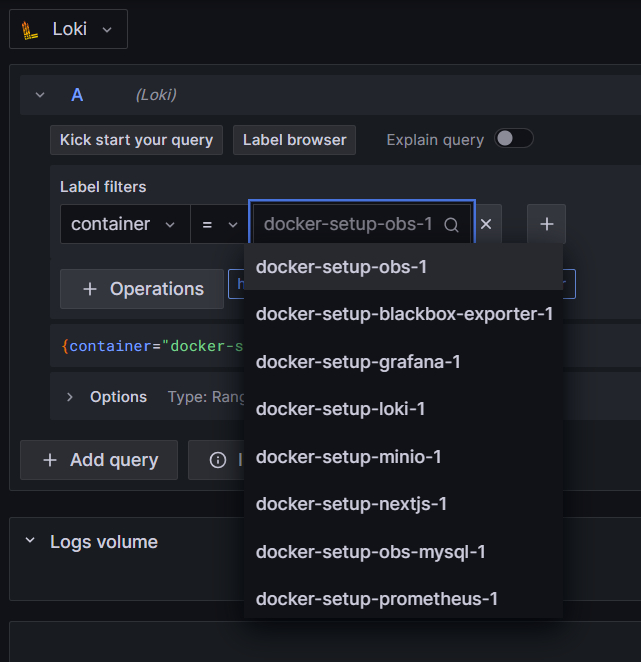 Loki
A (Loki)
Kick start your query Label browser Explain query
Label filters
container = docker-setup-obs-1
docker-setup-obs-1
Operations
docker-setup-blackbox-exporter-1
{container="docker-s
docker-setup-grafana-1
Options Type: Rang
docker-setup-loki-1
Add query
docker-setup-minio-1
docker-setup-nextjs-1
Logs volume
docker-setup-obs-mysql-1
docker-setup-prometheus-1